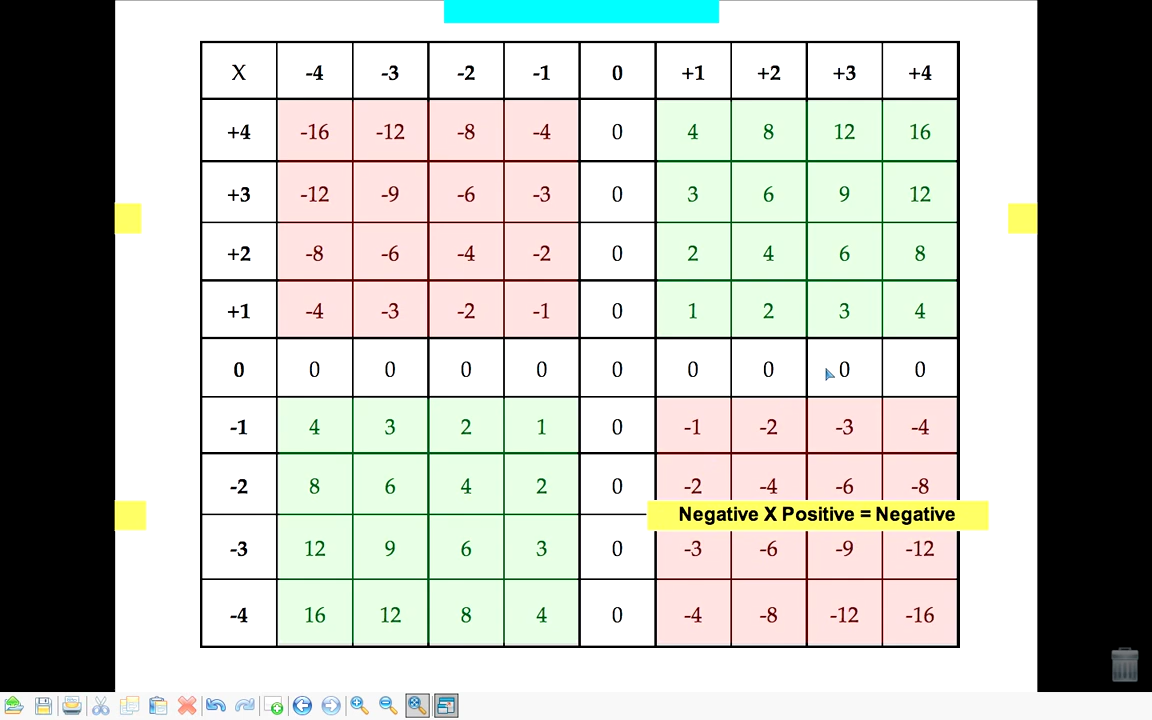 X -4 -3 -2 -1 0 +1 +2 +3 +4
+4 -16 -12 -8 -4 0 4 8 12 16
+3 -12 -9 -6 -3 0 3 6 9 12
+2 -8 -6 -4 -2 0 2 4 6 8
+1 -4 -3 -2 -1 0 1 2 3 4
0 0 0 0 0 0 0 0 0 0
-1 4 3 2 1 0 -1 -2 -3 -4
-2 8 6 4 2 0 -2 -4 -6 -8
Negative X Positive = Negative
-3 12 9 6 3 0 -3 -6 -9 -12
-4 16 12 8 4 0 -4 -8 -12 -16